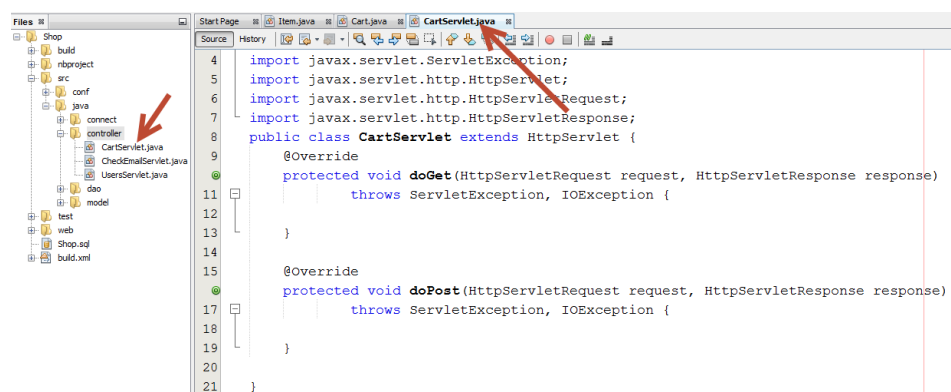 Files
Shop
build
nbproject
src
conf
java
connect
controller
CartServlet.java
CheckEmailServlet.java
UsersServlet.java
dao
model
test
web
Shop.sql
build.xml
Start Page Item.java Cart.java CartServlet.java
Source History
4 import javax.servlet.ServletException;
5 import javax.servlet.http.HttpServlet;
6 import javax.servlet.http.HttpServletRequest;
7 import javax.servlet.http.HttpServletResponse;
8 public class CartServlet extends HttpServlet {
9 @Override
protected void doGet(HttpServletRequest request, HttpServletResponse response)
11 throws ServletException, IOException {
12
13 }
14
15 @Override
protected void doPost(HttpServletRequest request, HttpServletResponse response)
17 throws ServletException, IOException {
18
19 }
20
21 }